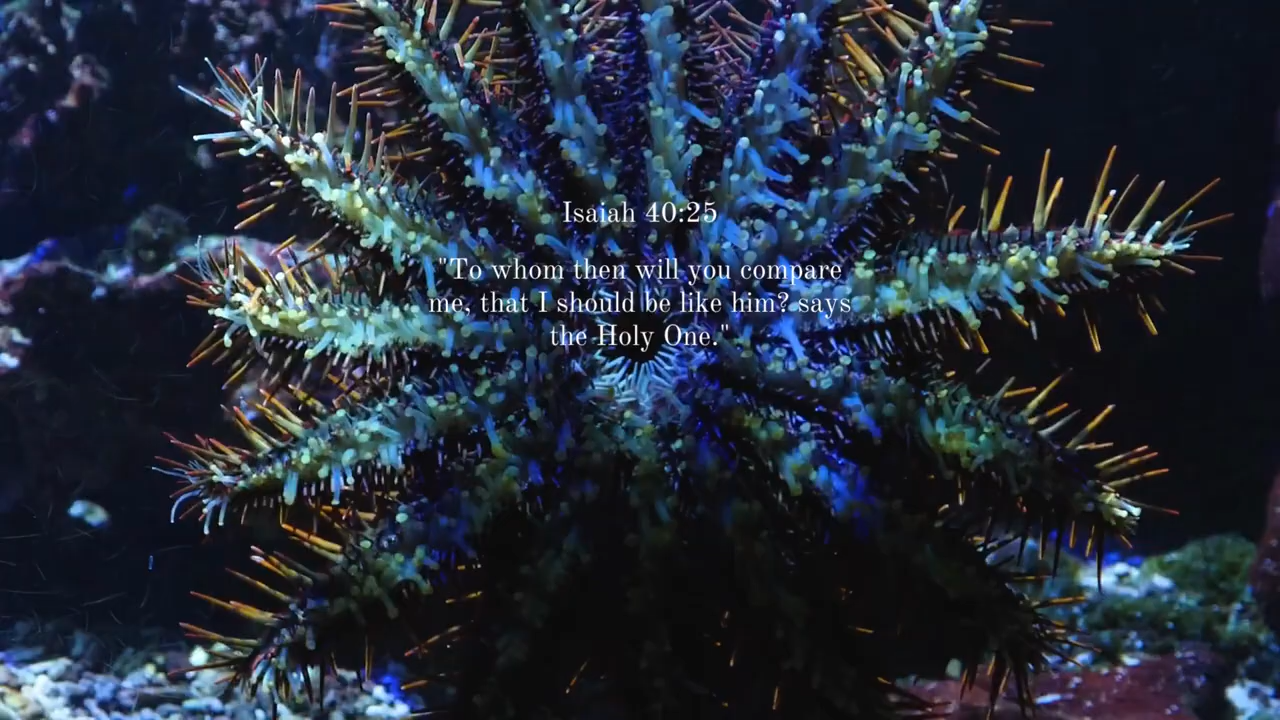 Isaiah 40:25
"To whom then will you compare
me, that I should be like him? says
the Holy One."